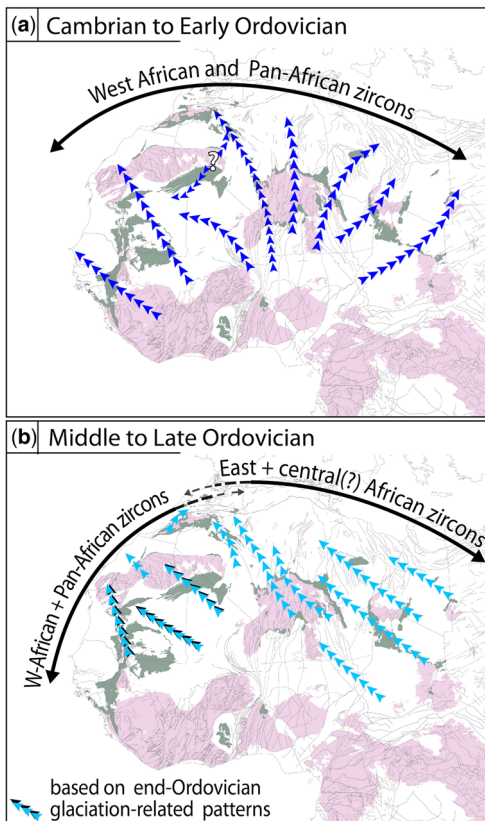 (a) Cambrian to Early Ordovician
West African and Pan-African zircons
?
(b) Middle to Late Ordovician
East + central(?) African zircons
W-African + Pan-African zircons
based on end-Ordovician
glaciation-related patterns